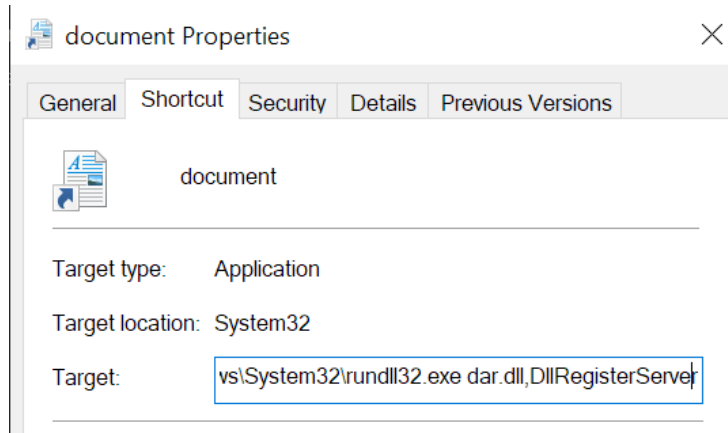 document Properties
General Shortcut Security Details Previous Versions
document
Target type: Application
Target location: System32
Target: vs\System32\rundll32.exe dar.dll,DllRegisterServer